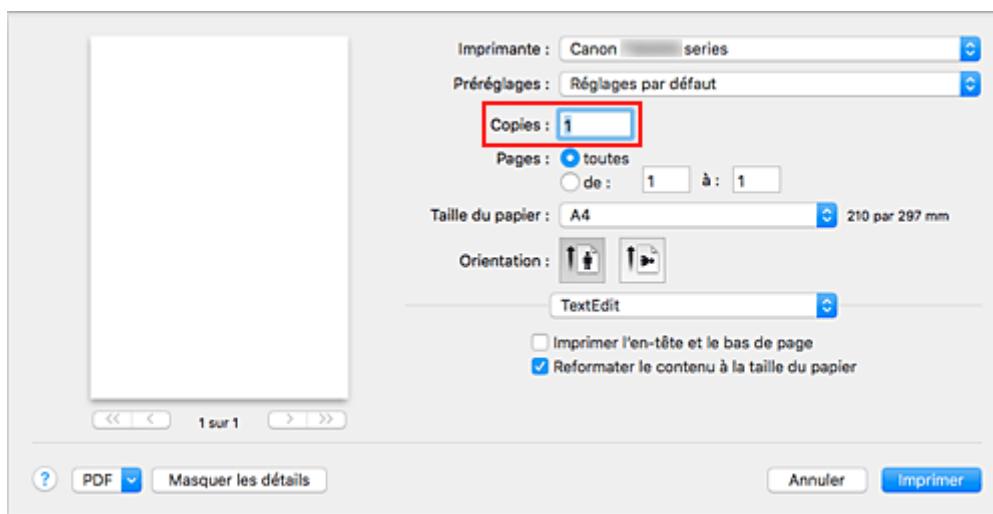 Imprimante : Canon series
Préréglages : Réglages par défaut
Copies : 1
Pages : toutes
de : 1 à : 1
Taille du papier : A4 210 par 297 mm
Orientation :
TextEdit
Imprimer l'en-tête et le bas de page
Reformater le contenu à la taille du papier
1 sur 1
? PDF Masquer les détails Annuler Imprimer